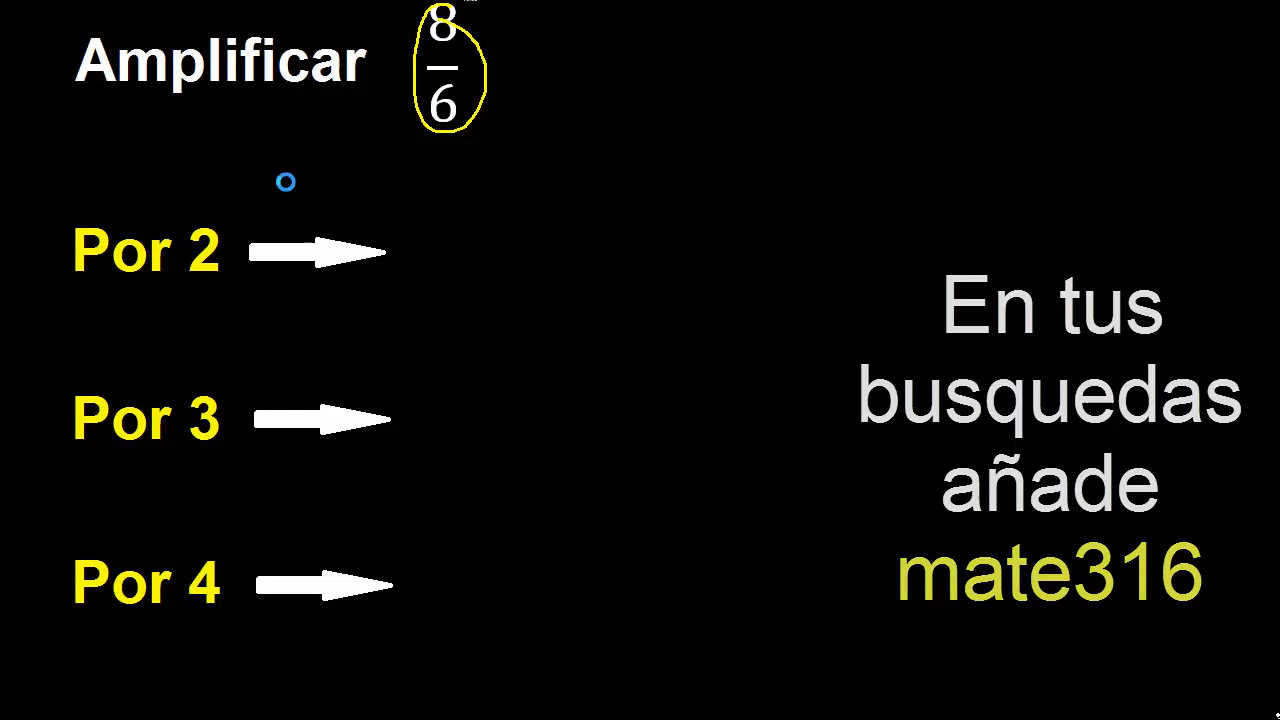 Amplificar 8/6
Por 2
Por 3
Por 4
En tus
busquedas
añade
mate316